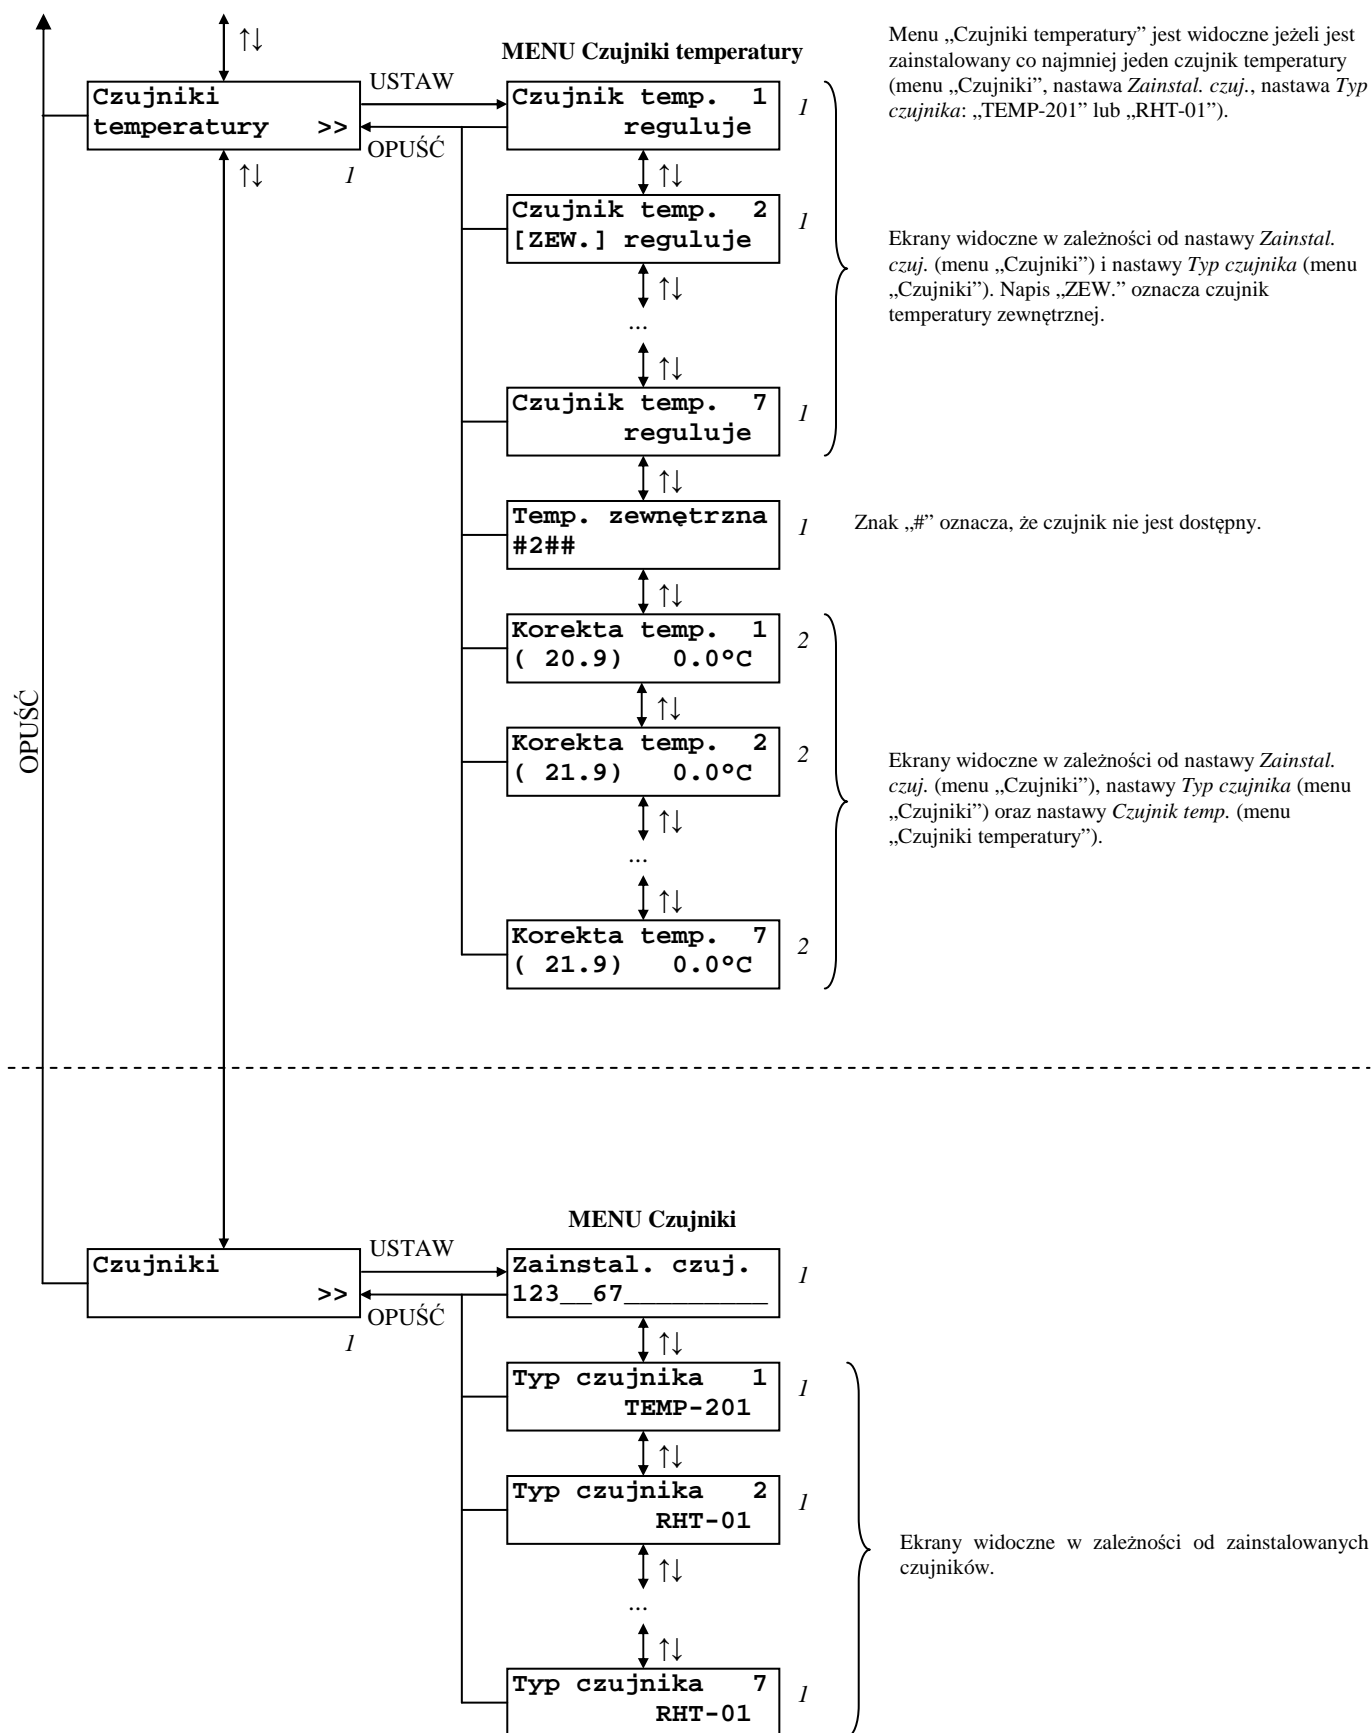 ↑↓
MENU Czujniki temperatury
Menu „Czujniki temperatury” jest widoczne jeżeli jest
zainstalowany co najmniej jeden czujnik temperatury
(menu „Czujniki”, nastawa Zainstal. czuj., nastawa Typ
czujnika: „TEMP-201” lub „RHT-01”).
Czujniki
temperatury >>
1
USTAW
OPUŚĆ
↑↓
Czujnik temp. 1
reguluje
1
↑↓
Czujnik temp. 2
[ZEW.] reguluje
1
↑↓
...
↑↓
Czujnik temp. 7
reguluje
1
Ekrany widoczne w zależności od nastawy Zainstal.
czuj. (menu „Czujniki”) i nastawy Typ czujnika (menu
„Czujniki”). Napis „ZEW.” oznacza czujnik
temperatury zewnętrznej.
↑↓
Temp. zewnętrzna
#2##
1
Znak „#” oznacza, że czujnik nie jest dostępny.
↑↓
Korekta temp. 1
( 20.9) 0.0°C
2
↑↓
Korekta temp. 2
( 21.9) 0.0°C
2
↑↓
...
↑↓
Korekta temp. 7
( 21.9) 0.0°C
2
Ekrany widoczne w zależności od nastawy Zainstal.
czuj. (menu „Czujniki”), nastawy Typ czujnika (menu
„Czujniki”) oraz nastawy Czujnik temp. (menu
„Czujniki temperatury”).
OPUŚĆ
MENU Czujniki
Czujniki
>>
1
USTAW
OPUŚĆ
Zainstal. czuj.
123__67_________
1
↑↓
Typ czujnika 1
TEMP-201
1
↑↓
Typ czujnika 2
RHT-01
1
↑↓
...
↑↓
Typ czujnika 7
RHT-01
1
Ekrany widoczne w zależności od zainstalowanych
czujników.